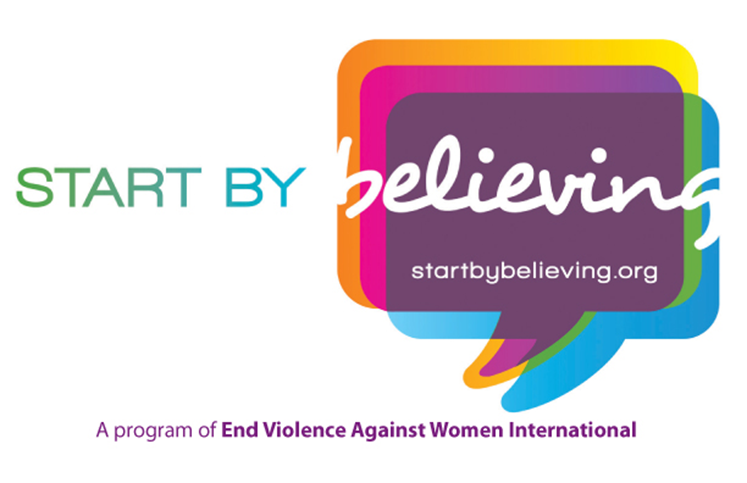 START BY believing
startbybelieving.org
A program of End Violence Against Women International